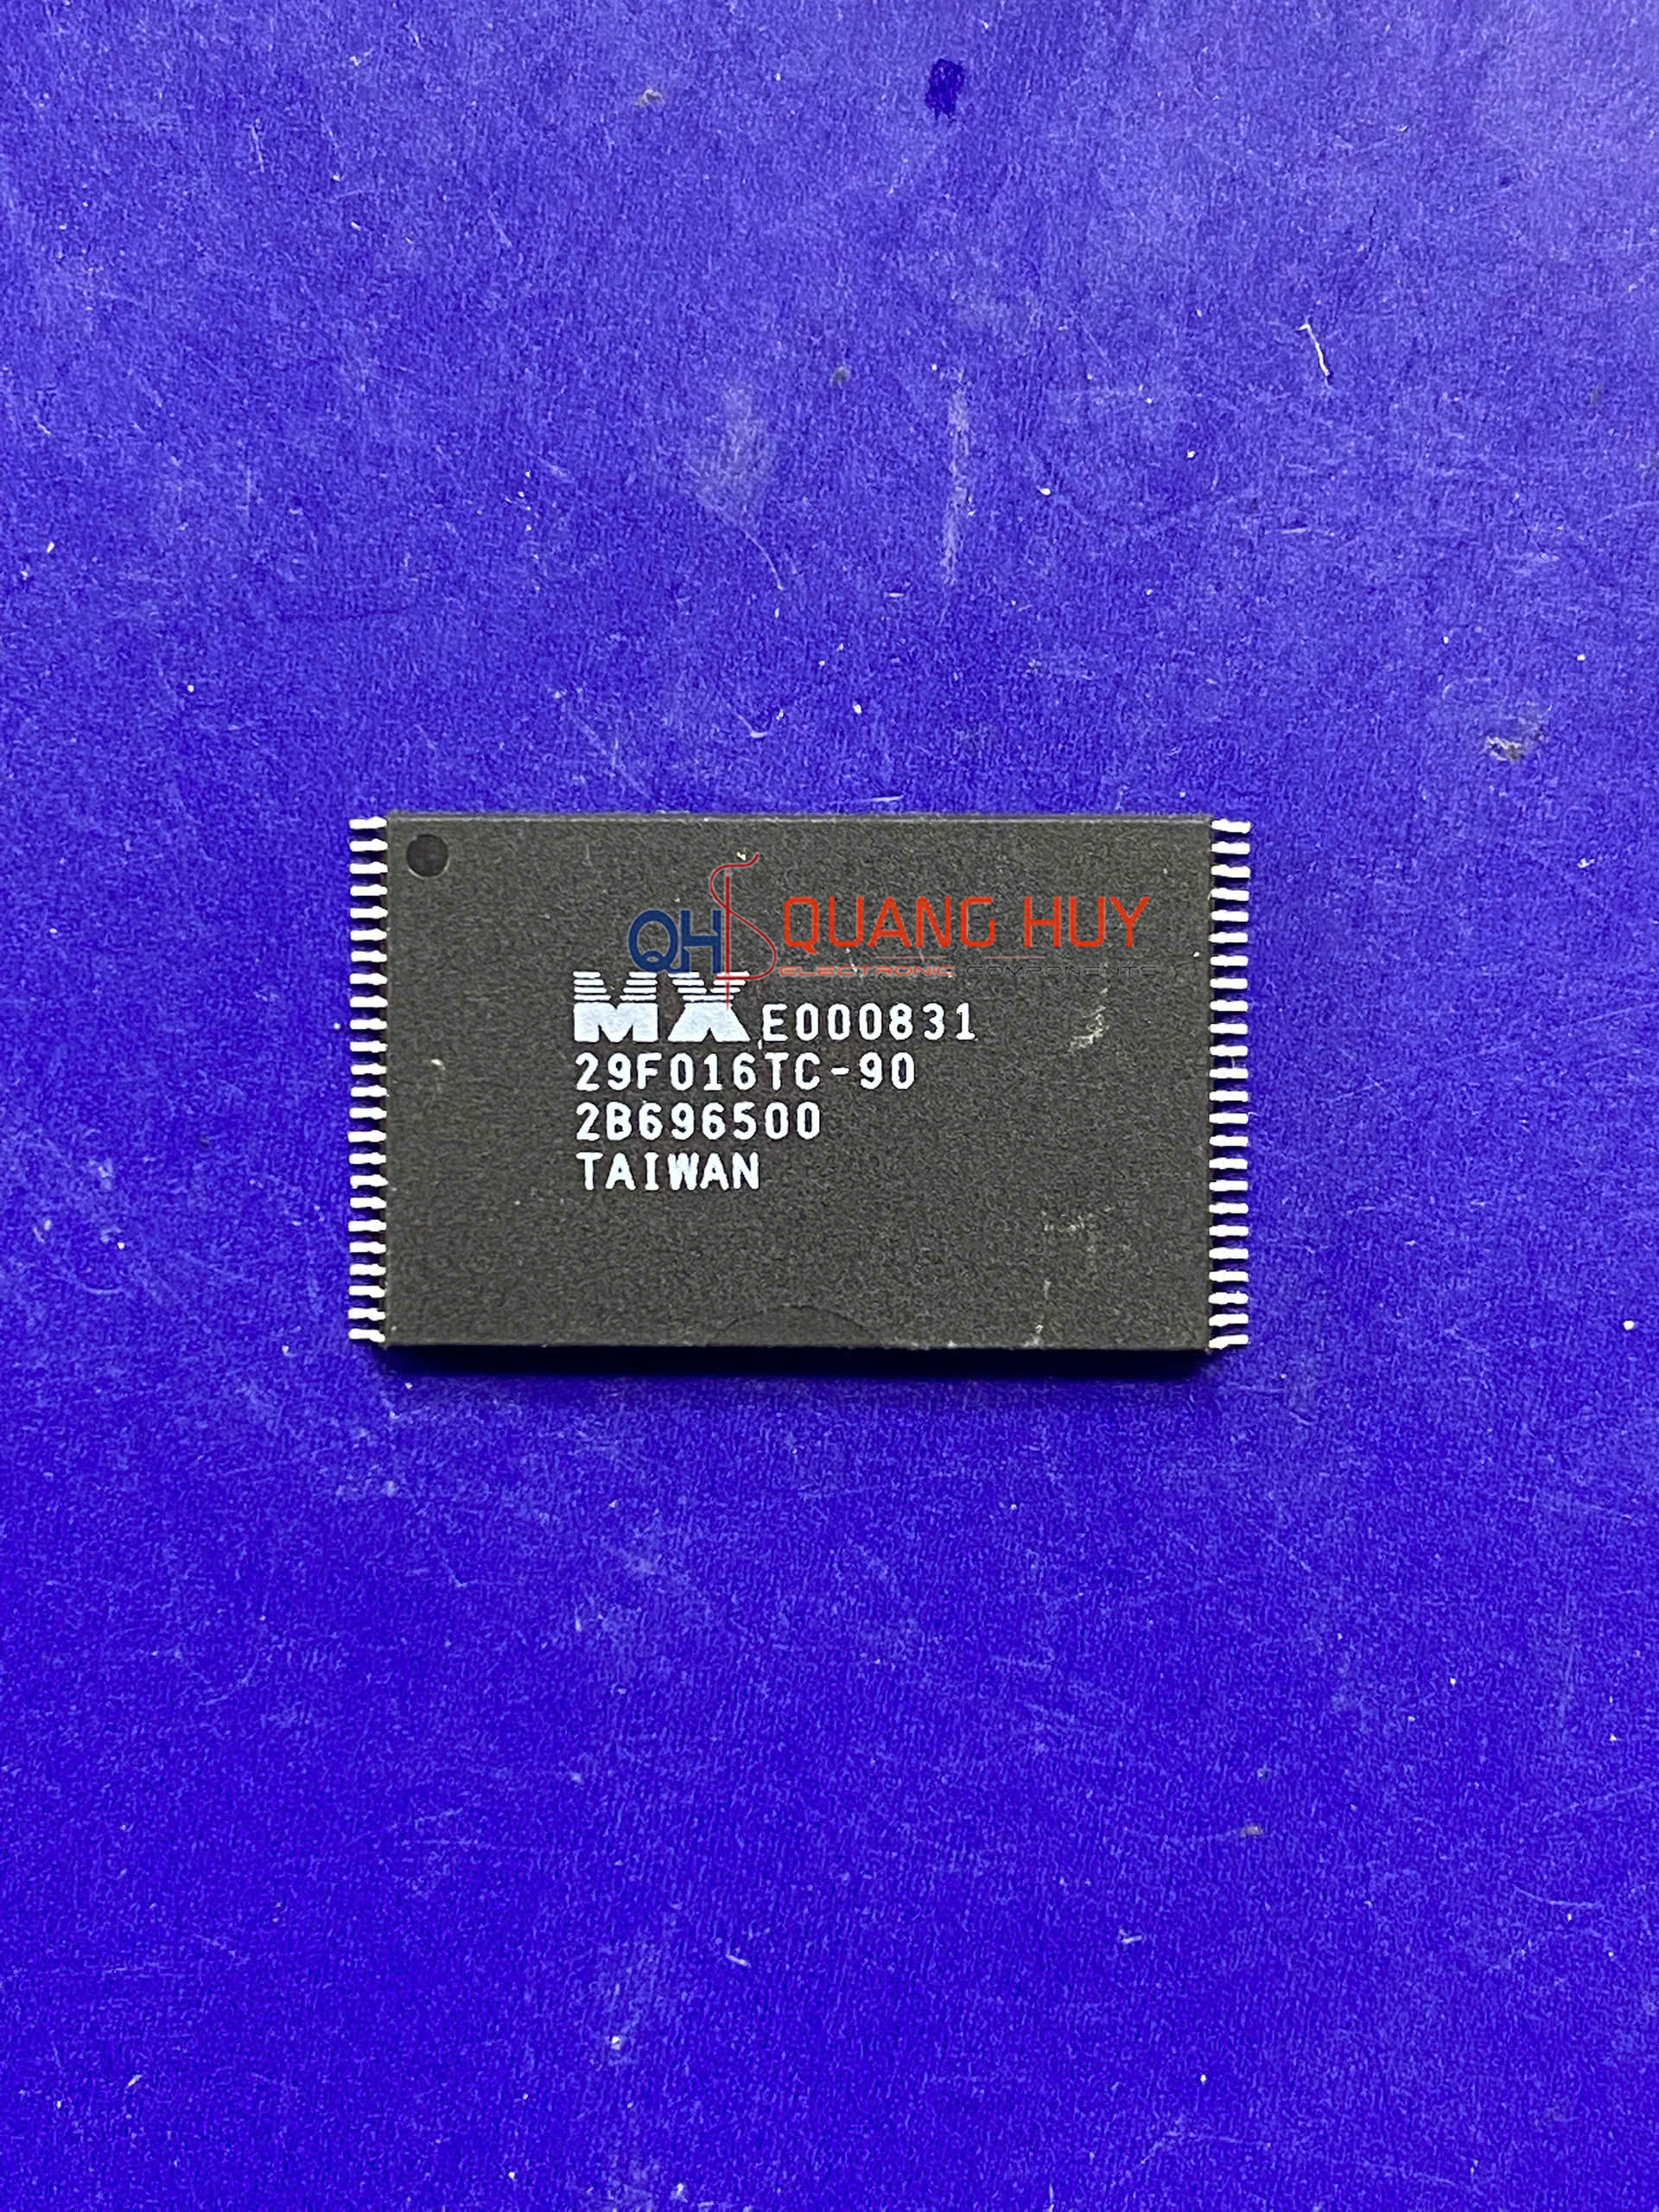 QH QUANG HUY
ELECTRONIC COMPONENTS
MX E000831
29F016TC-90
2B696500
TAIWAN